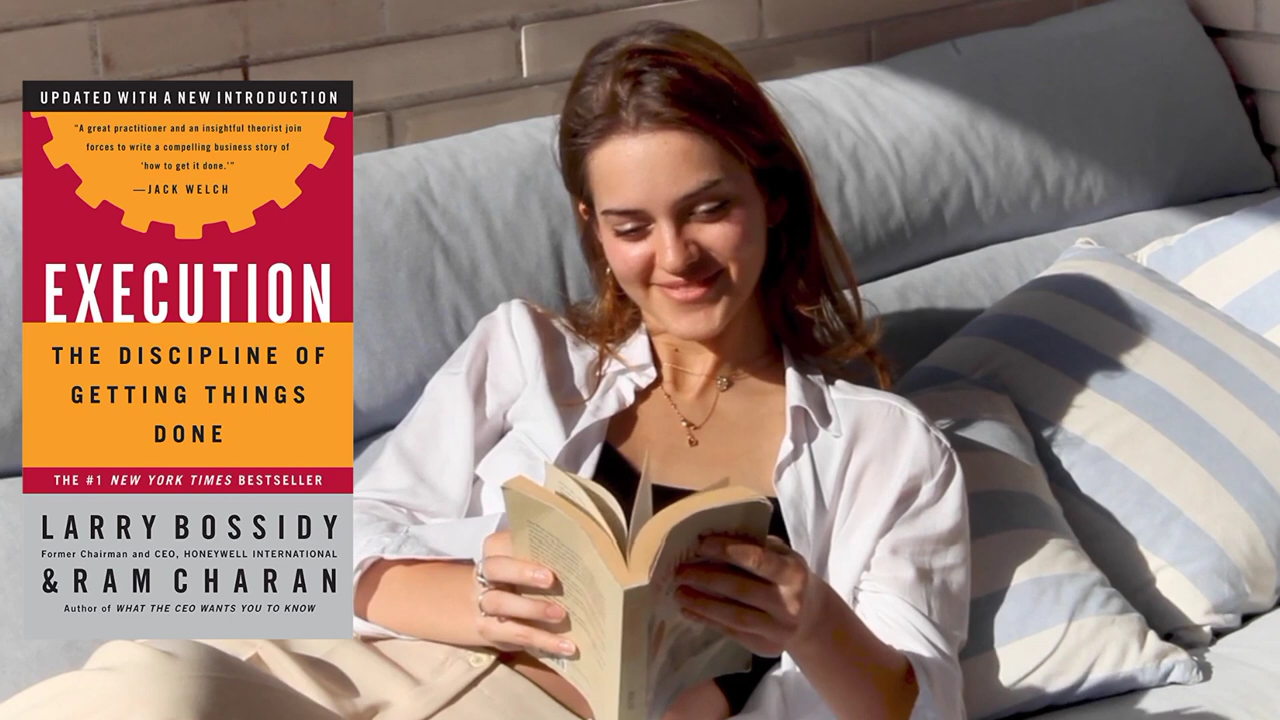 UPDATED WITH A NEW INTRODUCTION
"A great practitioner and an insightful theorist join
forces to write a compelling business story of
'how to get it done.'"
—JACK WELCH
EXECUTION
THE DISCIPLINE OF
GETTING THINGS
DONE
THE #1 NEW YORK TIMES BESTSELLER
LARRY BOSSIDY
Former Chairman and CEO, HONEYWELL INTERNATIONAL
& RAM CHARAN
Author of WHAT THE CEO WANTS YOU TO KNOW